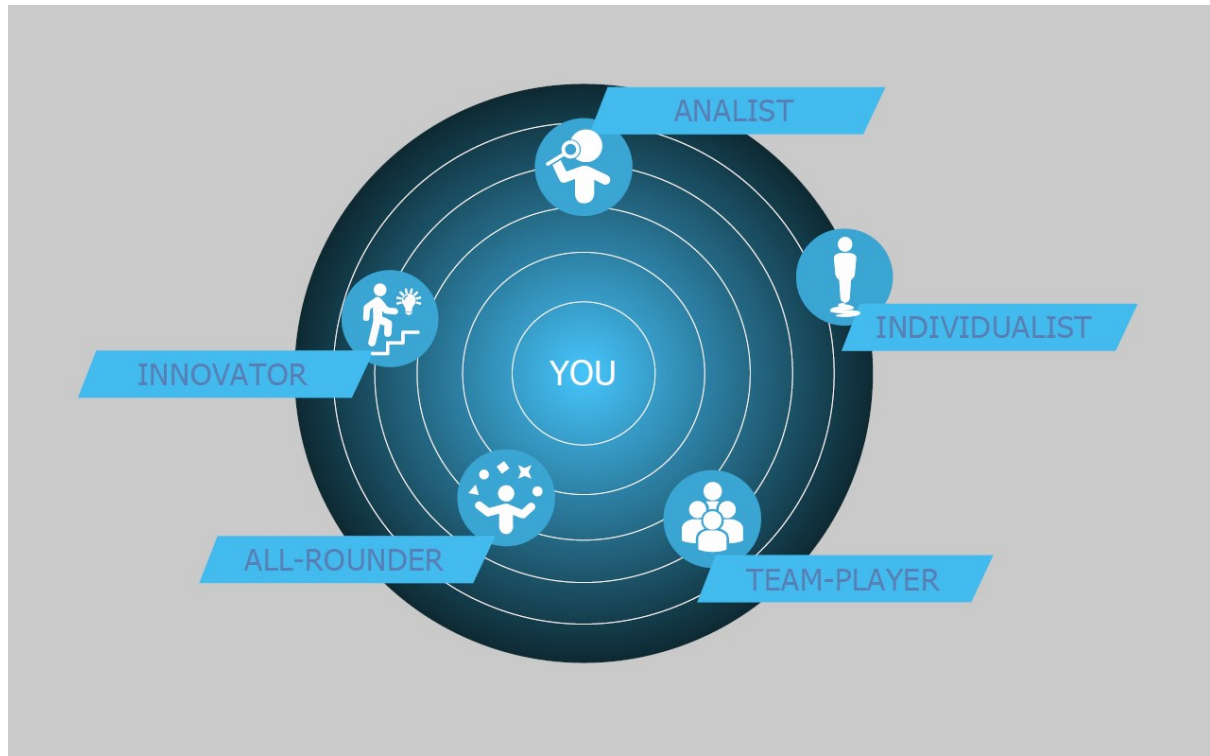 ANALIST
INDIVIDUALIST
INNOVATOR
YOU
ALL-ROUNDER
TEAM-PLAYER